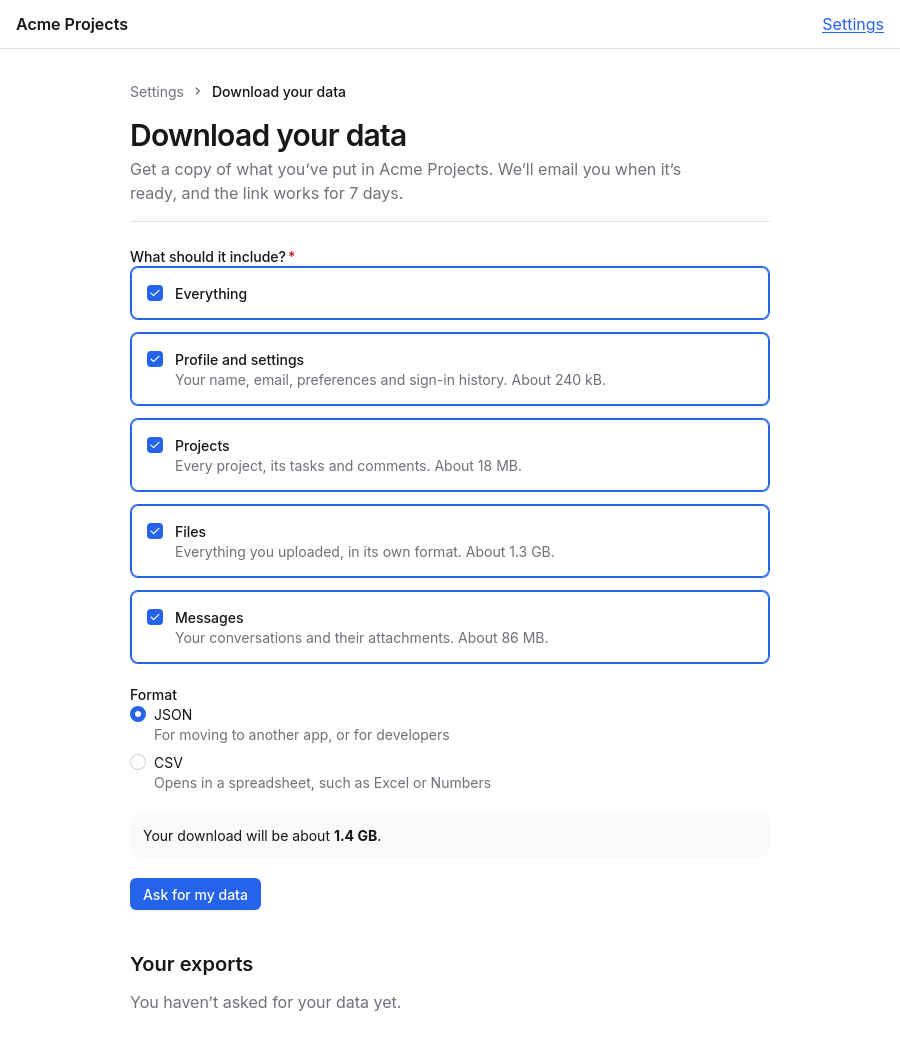 Acme Projects
Settings
Settings
Download your data
Download your data
Get a copy of what you’ve put in Acme Projects. We’ll email you when it’s
ready, and the link works for 7 days.
What should it include?*
Everything
Profile and settings
Your name, email, preferences and sign-in history. About 240 kB.
Projects
Every project, its tasks and comments. About 18 MB.
Files
Everything you uploaded, in its own format. About 1.3 GB.
Messages
Your conversations and their attachments. About 86 MB.
Format
JSON
For moving to another app, or for developers
CSV
Opens in a spreadsheet, such as Excel or Numbers
Your download will be about 1.4 GB.
Ask for my data
Your exports
You haven’t asked for your data yet.